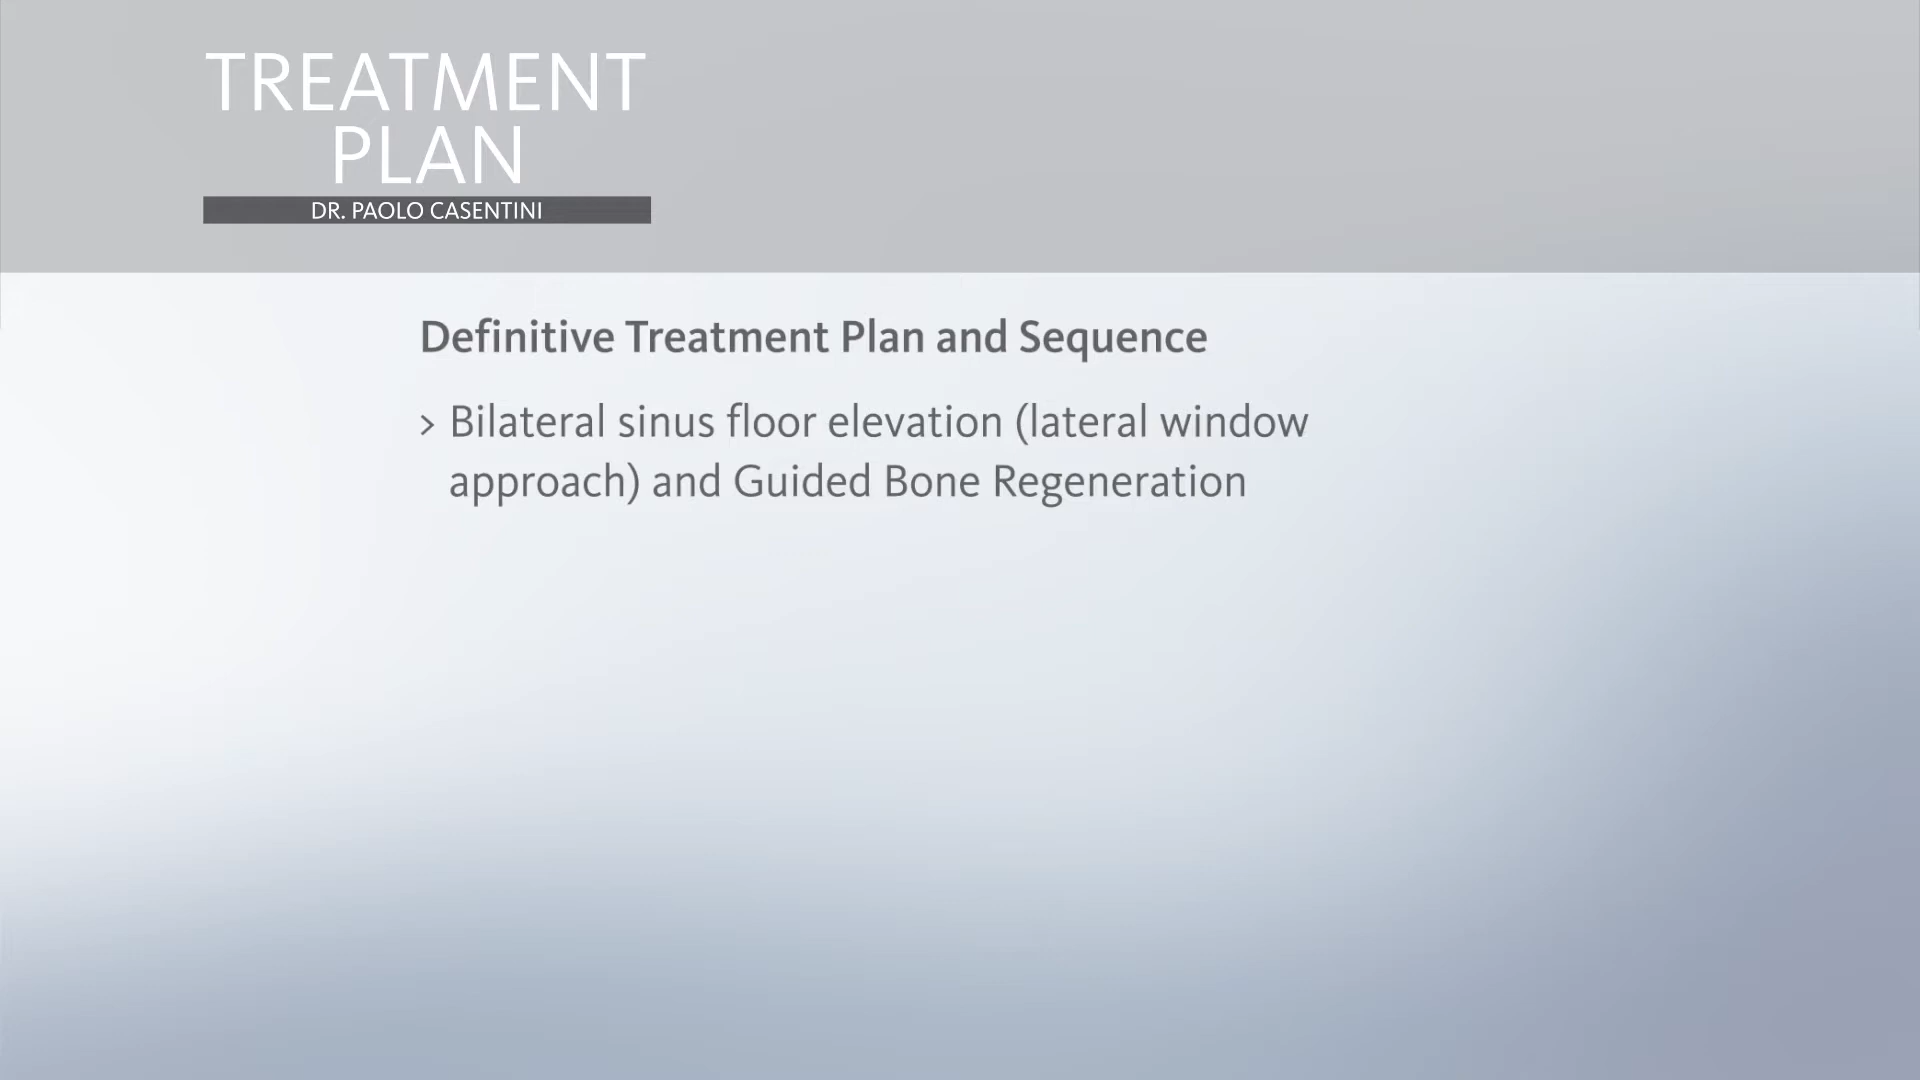 TREATMENT
PLAN
DR. PAOLO CASENTINI
Definitive Treatment Plan and Sequence
> Bilateral sinus floor elevation (lateral window
approach) and Guided Bone Regeneration